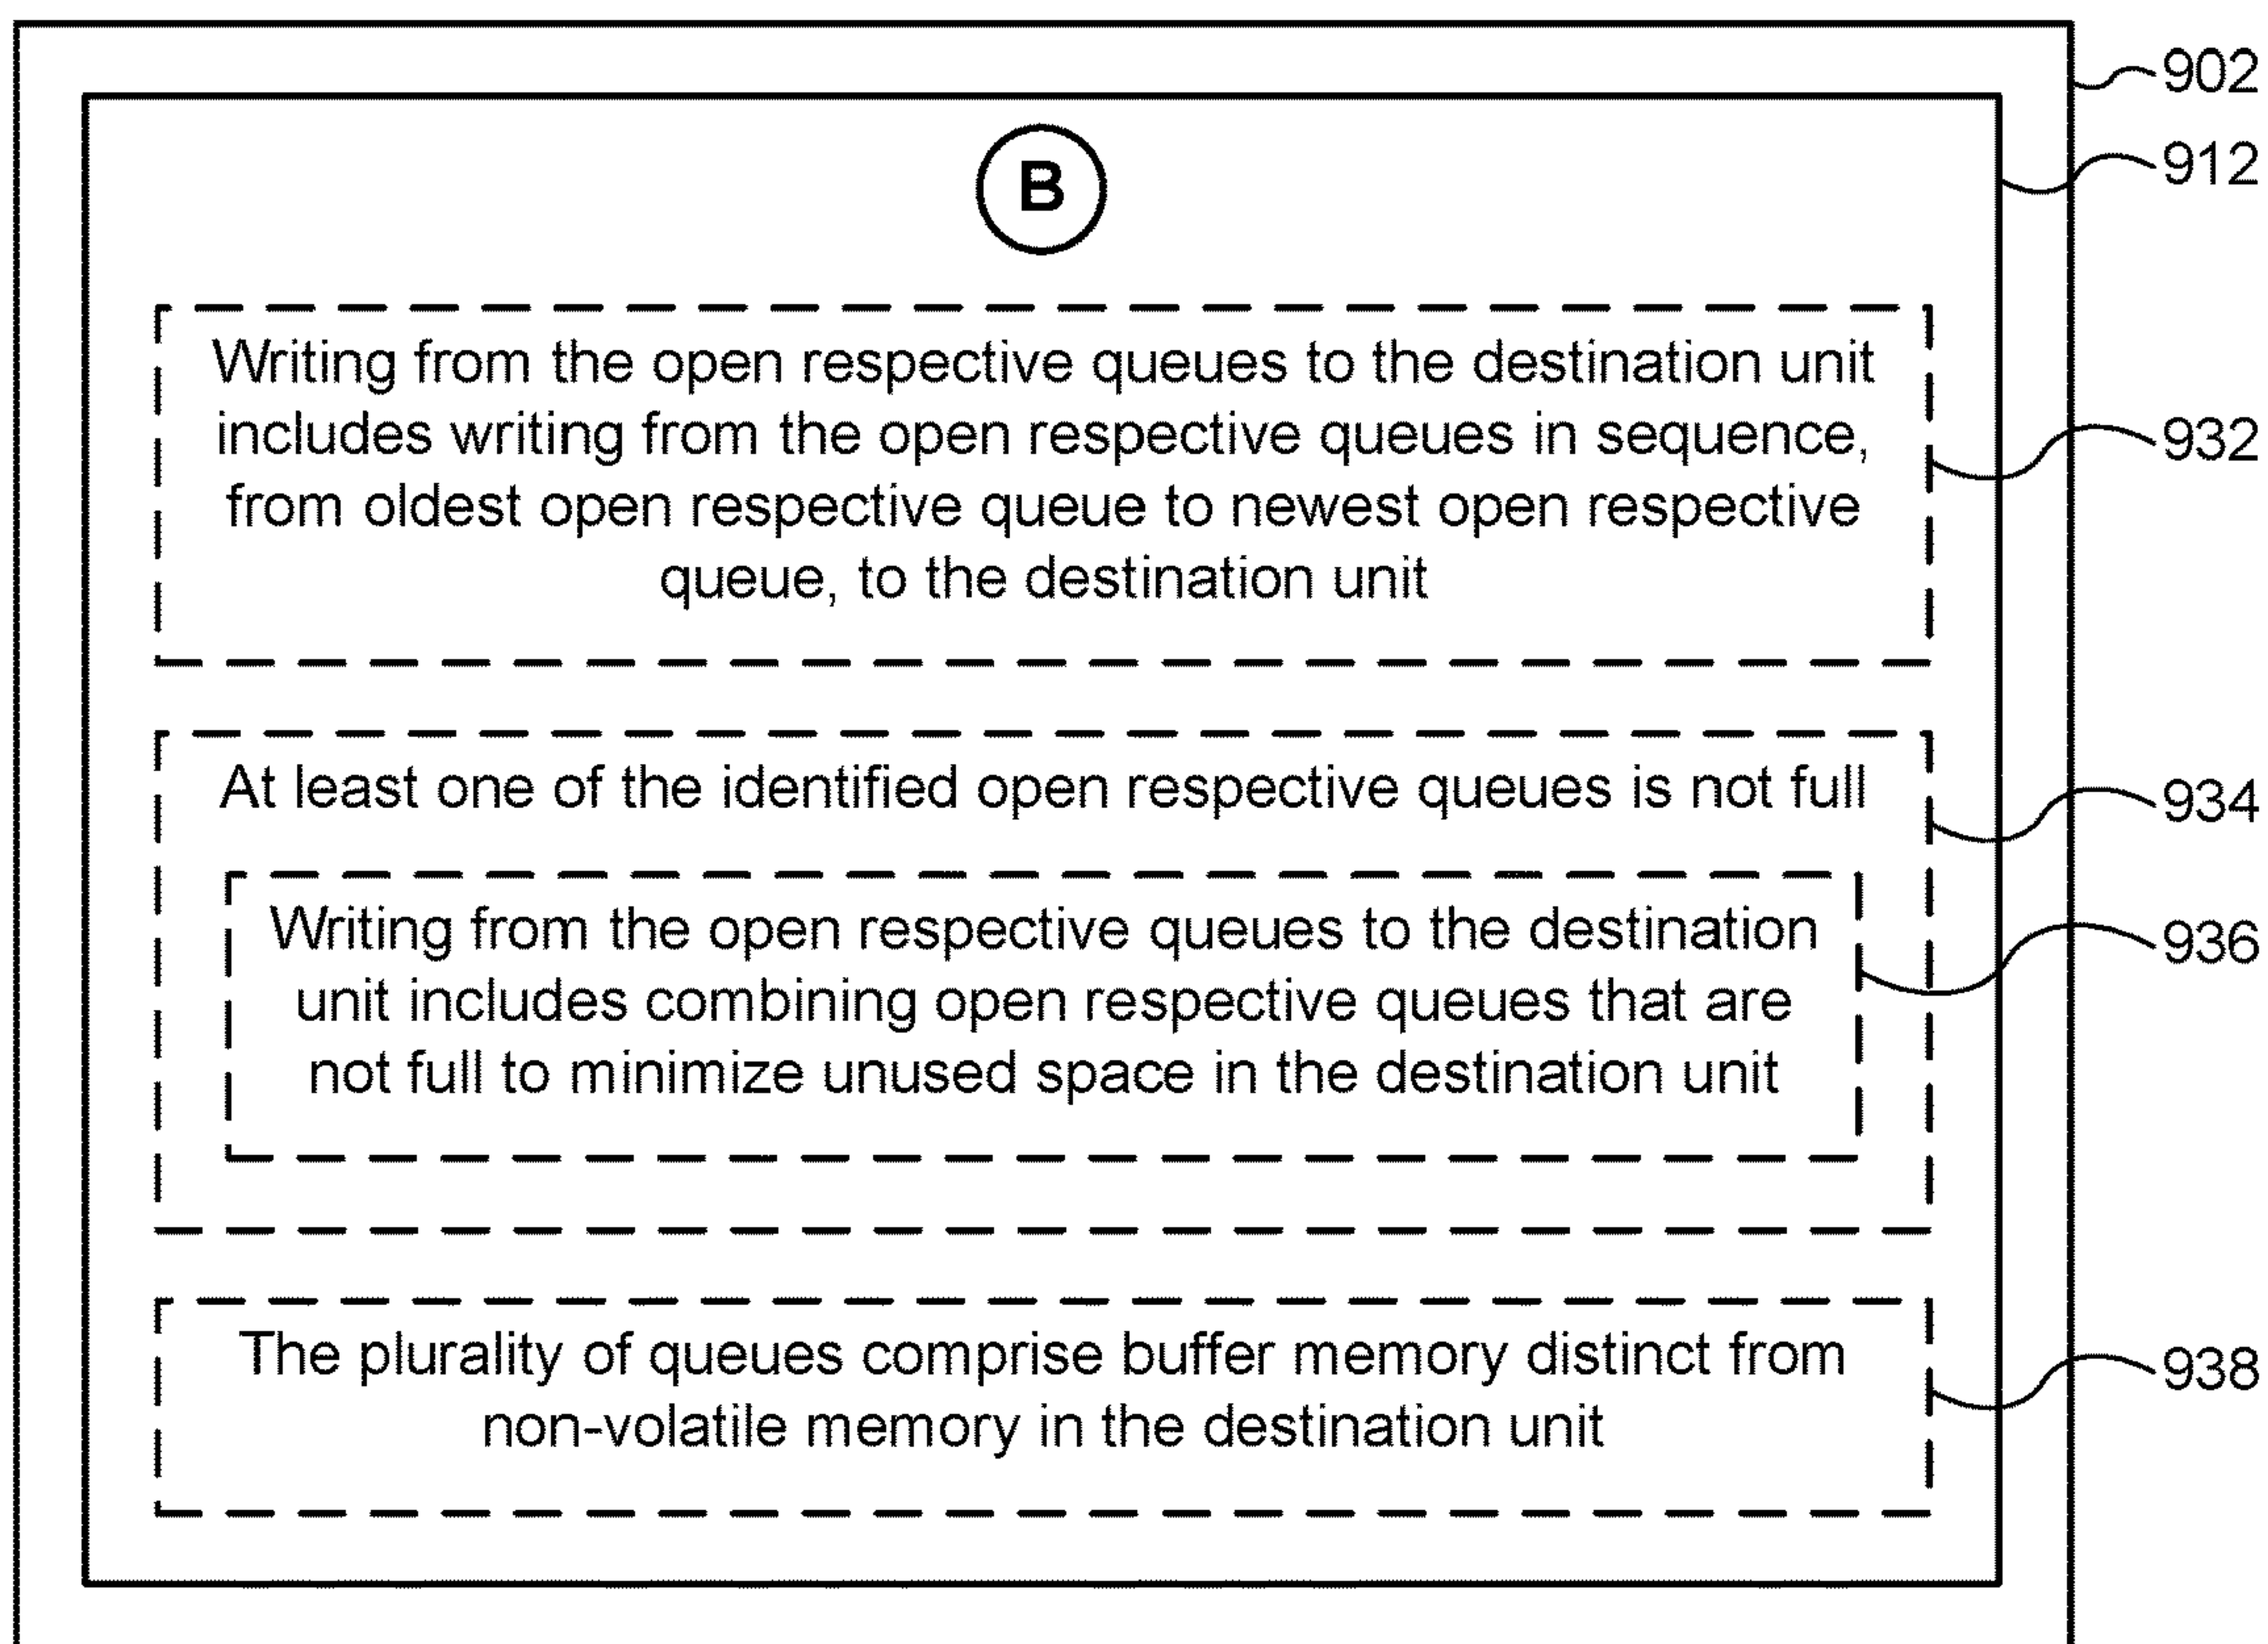 902
912
B
Writing from the open respective queues to the destination unit
includes writing from the open respective queues in sequence,
from oldest open respective queue to newest open respective
queue, to the destination unit
932
At least one of the identified open respective queues is not full
934
Writing from the open respective queues to the destination
unit includes combining open respective queues that are
not full to minimize unused space in the destination unit
936
The plurality of queues comprise buffer memory distinct from
non-volatile memory in the destination unit
938